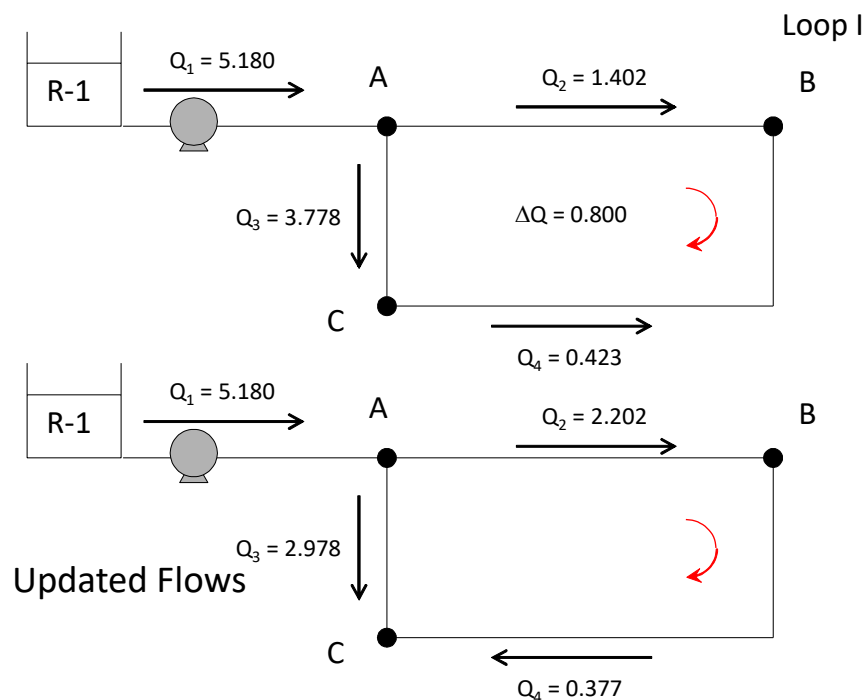 Loop I
Q1 = 5.180
R-1
A
Q2 = 1.402
B
Q3 = 3.778
ΔQ = 0.800
C
Q4 = 0.423
Q1 = 5.180
R-1
A
Q2 = 2.202
B
Q3 = 2.978
Updated Flows
C
Q4 = 0.377